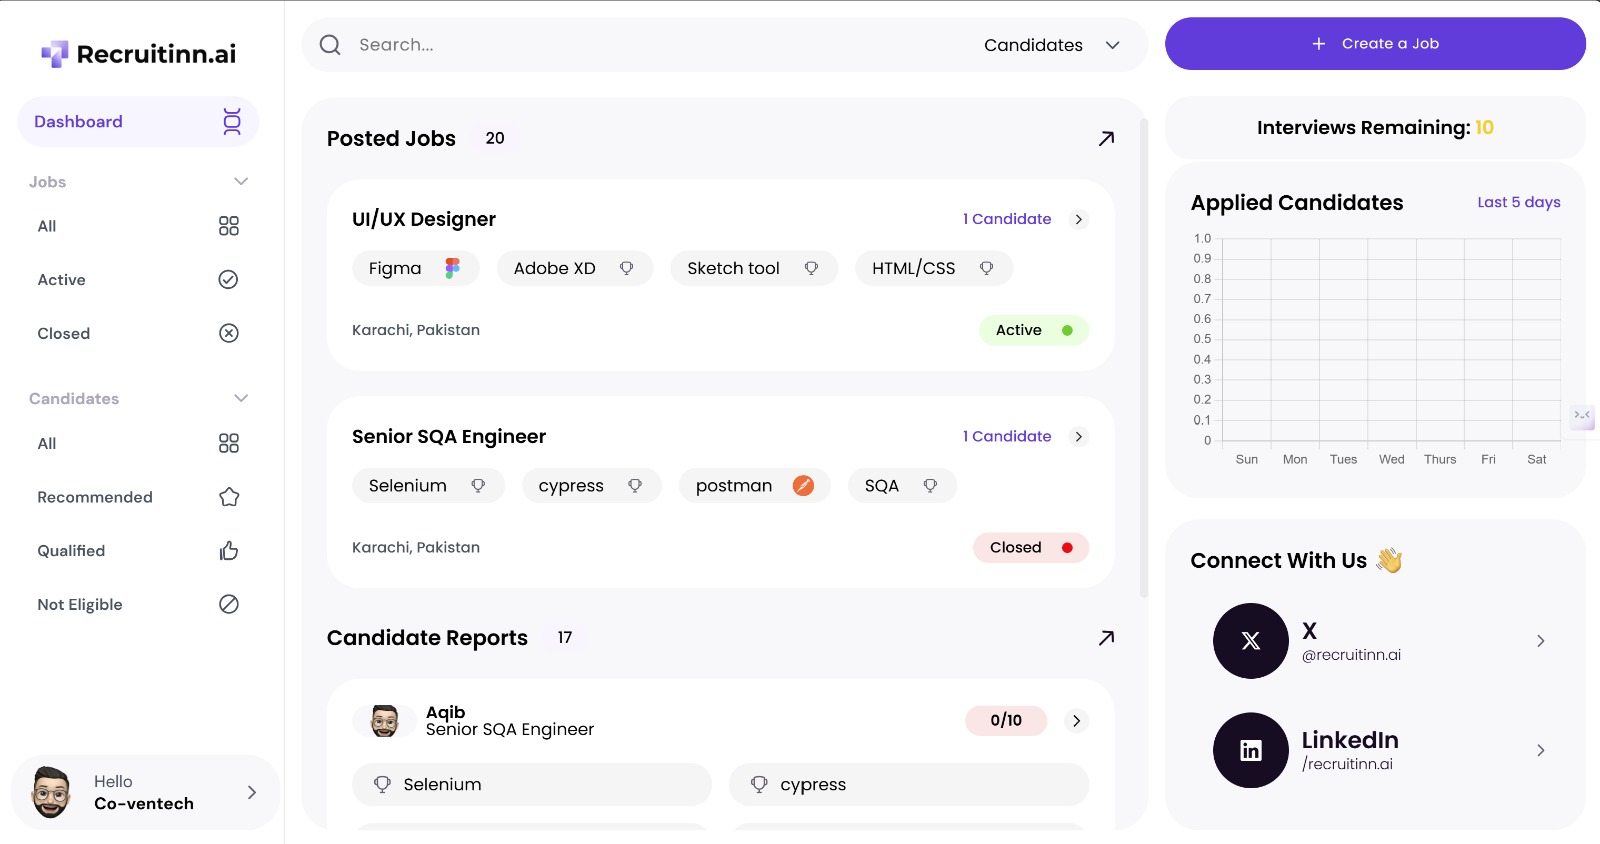 Recruitinn.ai
Dashboard
Jobs
All
Active
Closed
Candidates
All
Recommended
Qualified
Not Eligible
Hello
Co-ventech
Search...
Candidates
Posted Jobs 20
UI/UX Designer
1 Candidate
Figma
Adobe XD
Sketch tool
HTML/CSS
Karachi, Pakistan
Active
Senior SQA Engineer
1 Candidate
Selenium
cypress
postman
SQA
Karachi, Pakistan
Closed
Candidate Reports 17
Aqib
Senior SQA Engineer
0/10
Selenium
cypress
+ Create a Job
Interviews Remaining: 10
Applied Candidates
Last 5 days
1.0
0.9
0.8
0.7
0.6
0.5
0.4
0.3
0.2
0.1
0
Sun Mon Tues Wed Thurs Fri Sat
Connect With Us 👋
X
@recruitinn.ai
in
LinkedIn
/recruitinn.ai